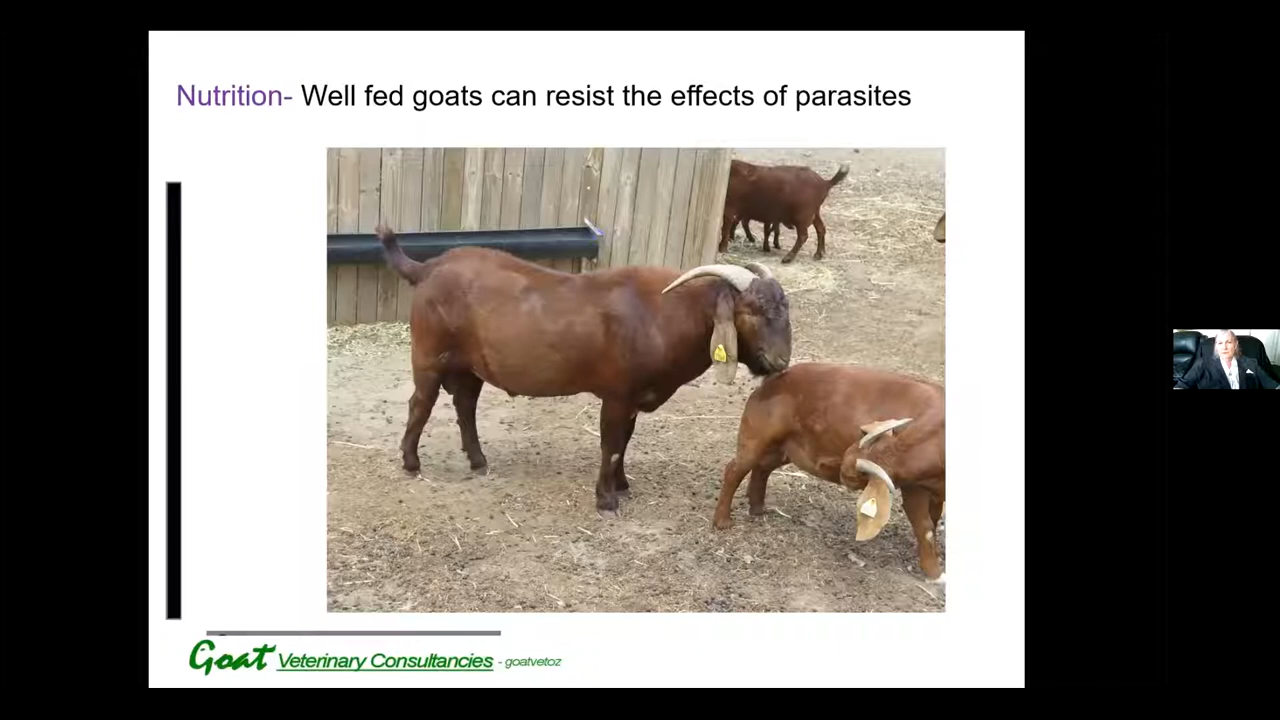 Nutrition- Well fed goats can resist the effects of parasites
Goat Veterinary Consultancies - goatvetoz